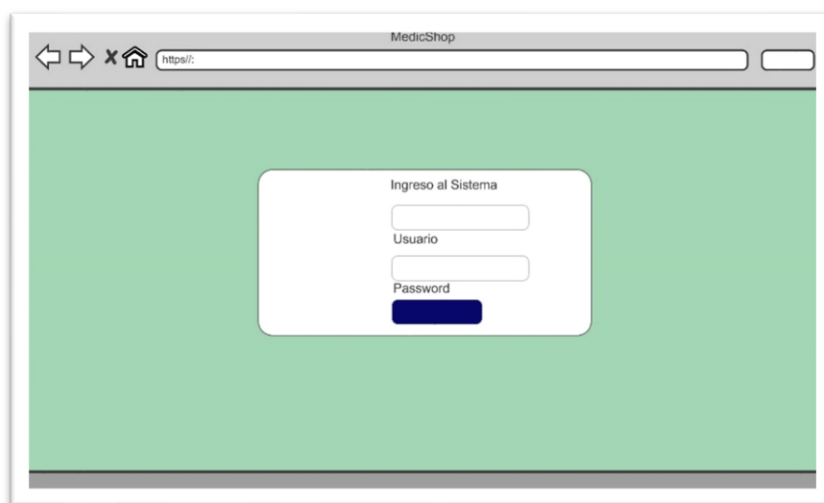 MedicShop
https//:
Ingreso al Sistema
Usuario
Password